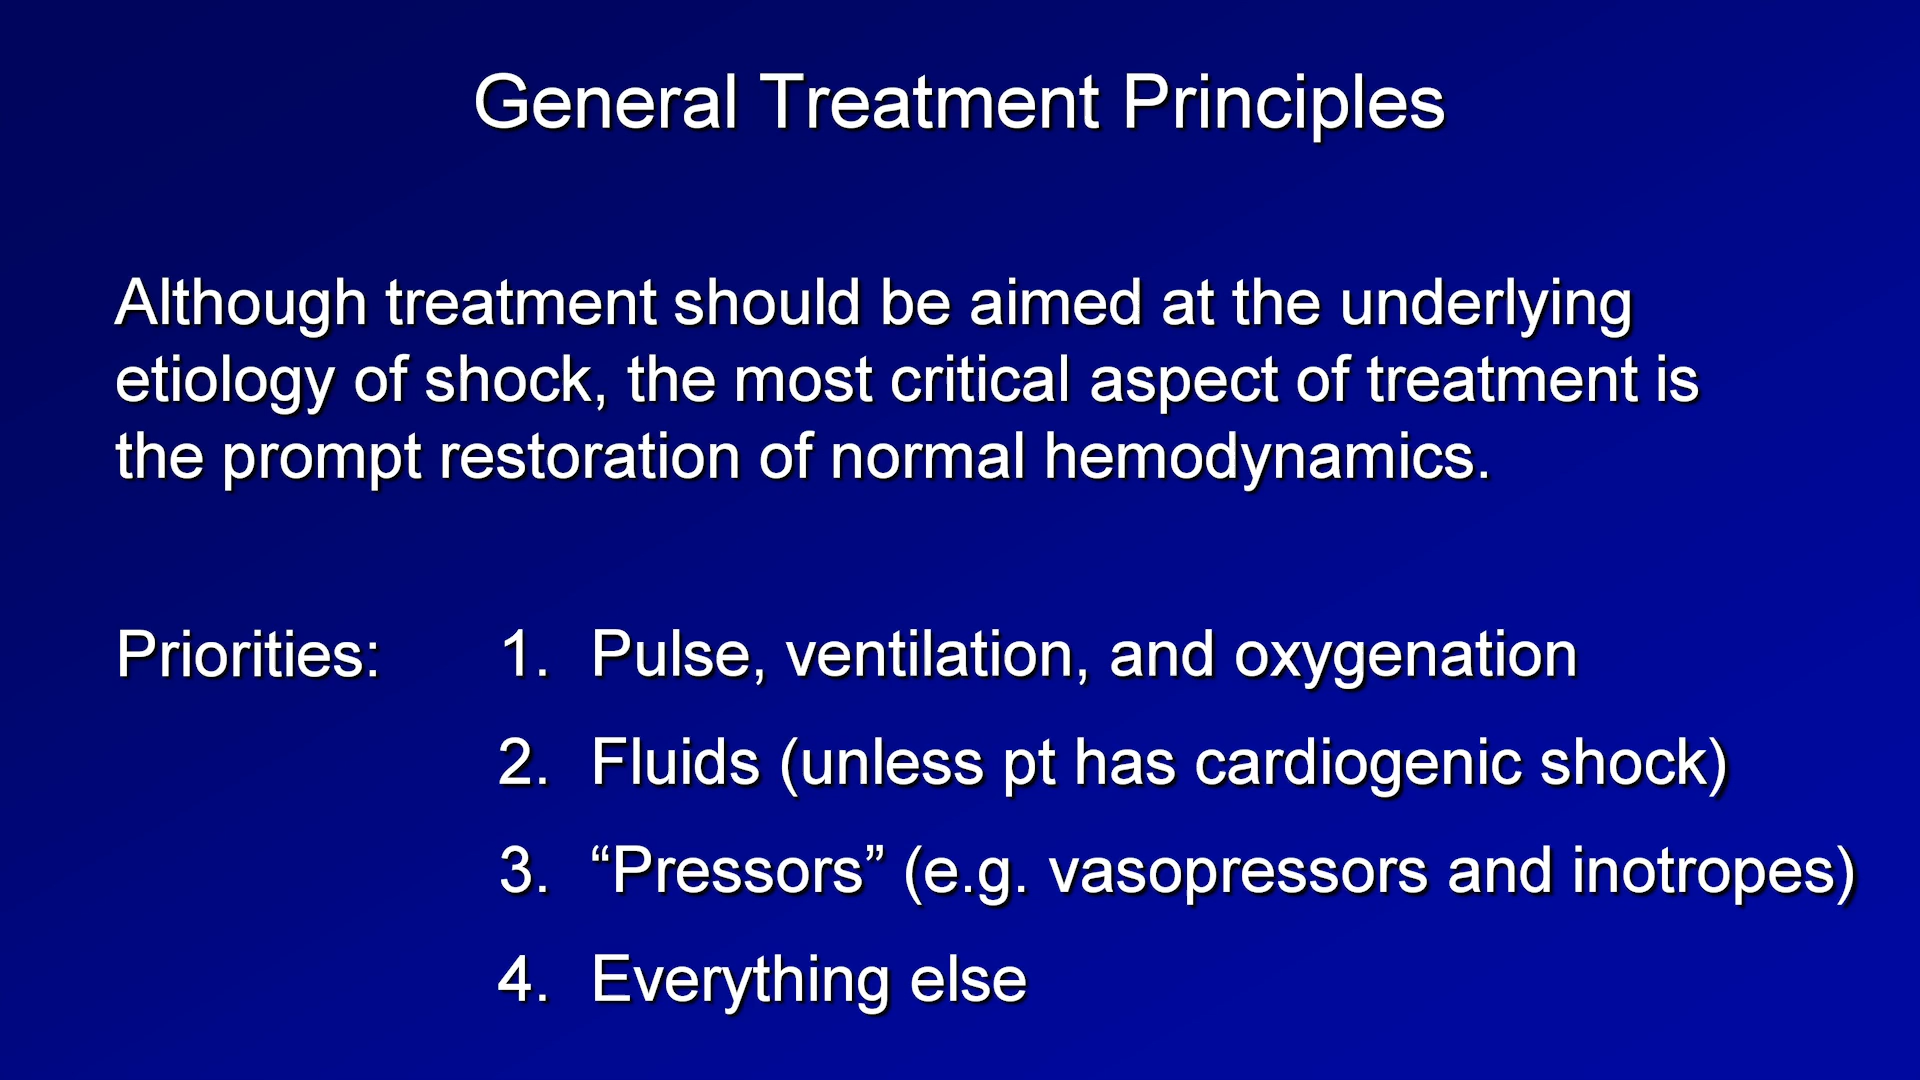 General Treatment Principles
Although treatment should be aimed at the underlying
etiology of shock, the most critical aspect of treatment is
the prompt restoration of normal hemodynamics.
Priorities: 1. Pulse, ventilation, and oxygenation
2. Fluids (unless pt has cardiogenic shock)
3. “Pressors” (e.g. vasopressors and inotropes)
4. Everything else